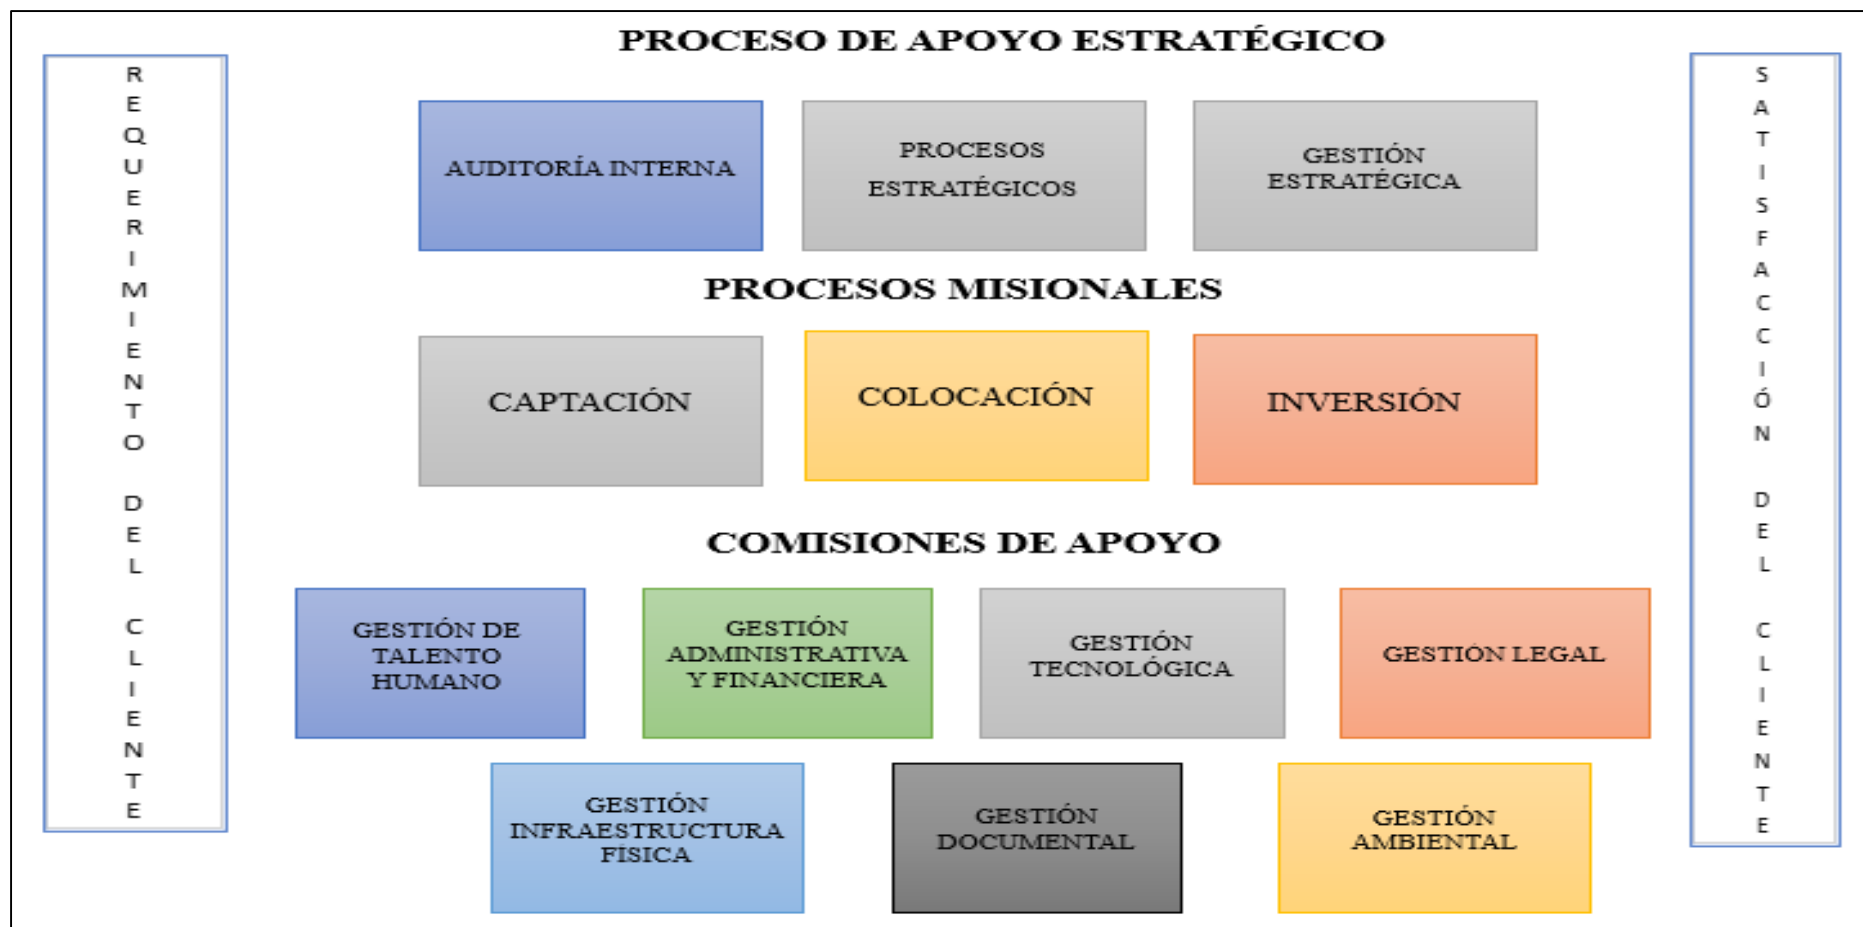 PROCESO DE APOYO ESTRATÉGICO
REQUERIMIENTO DEL CLIENTE
AUDITORÍA INTERNA
PROCESOS
ESTRATÉGICOS
GESTIÓN
ESTRATÉGICA
PROCESOS MISIONALES
CAPTACIÓN
COLOCACIÓN
INVERSIÓN
COMISIONES DE APOYO
GESTIÓN DE
TALENTO
HUMANO
GESTIÓN
ADMINISTRATIVA
Y FINANCIERA
GESTIÓN
TECNOLÓGICA
GESTIÓN LEGAL
GESTIÓN
INFRAESTRUCTURA
FÍSICA
GESTIÓN
DOCUMENTAL
GESTIÓN
AMBIENTAL
SATISFACCIÓN DEL CLIENTE